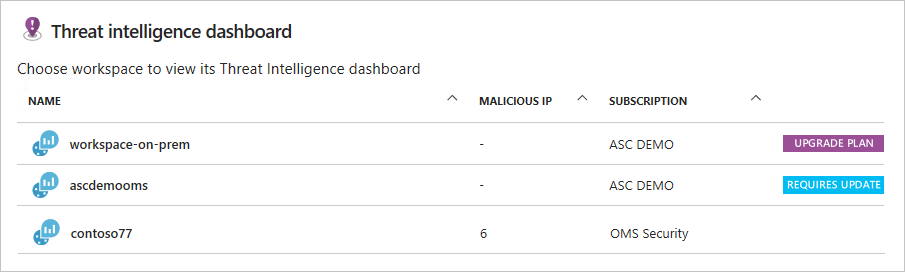 Threat intelligence dashboard
Choose workspace to view its Threat Intelligence dashboard
NAME MALICIOUS IP SUBSCRIPTION
workspace-on-prem - ASC DEMO UPGRADE PLAN
ascdemooms - ASC DEMO REQUIRES UPDATE
contoso77 6 OMS Security